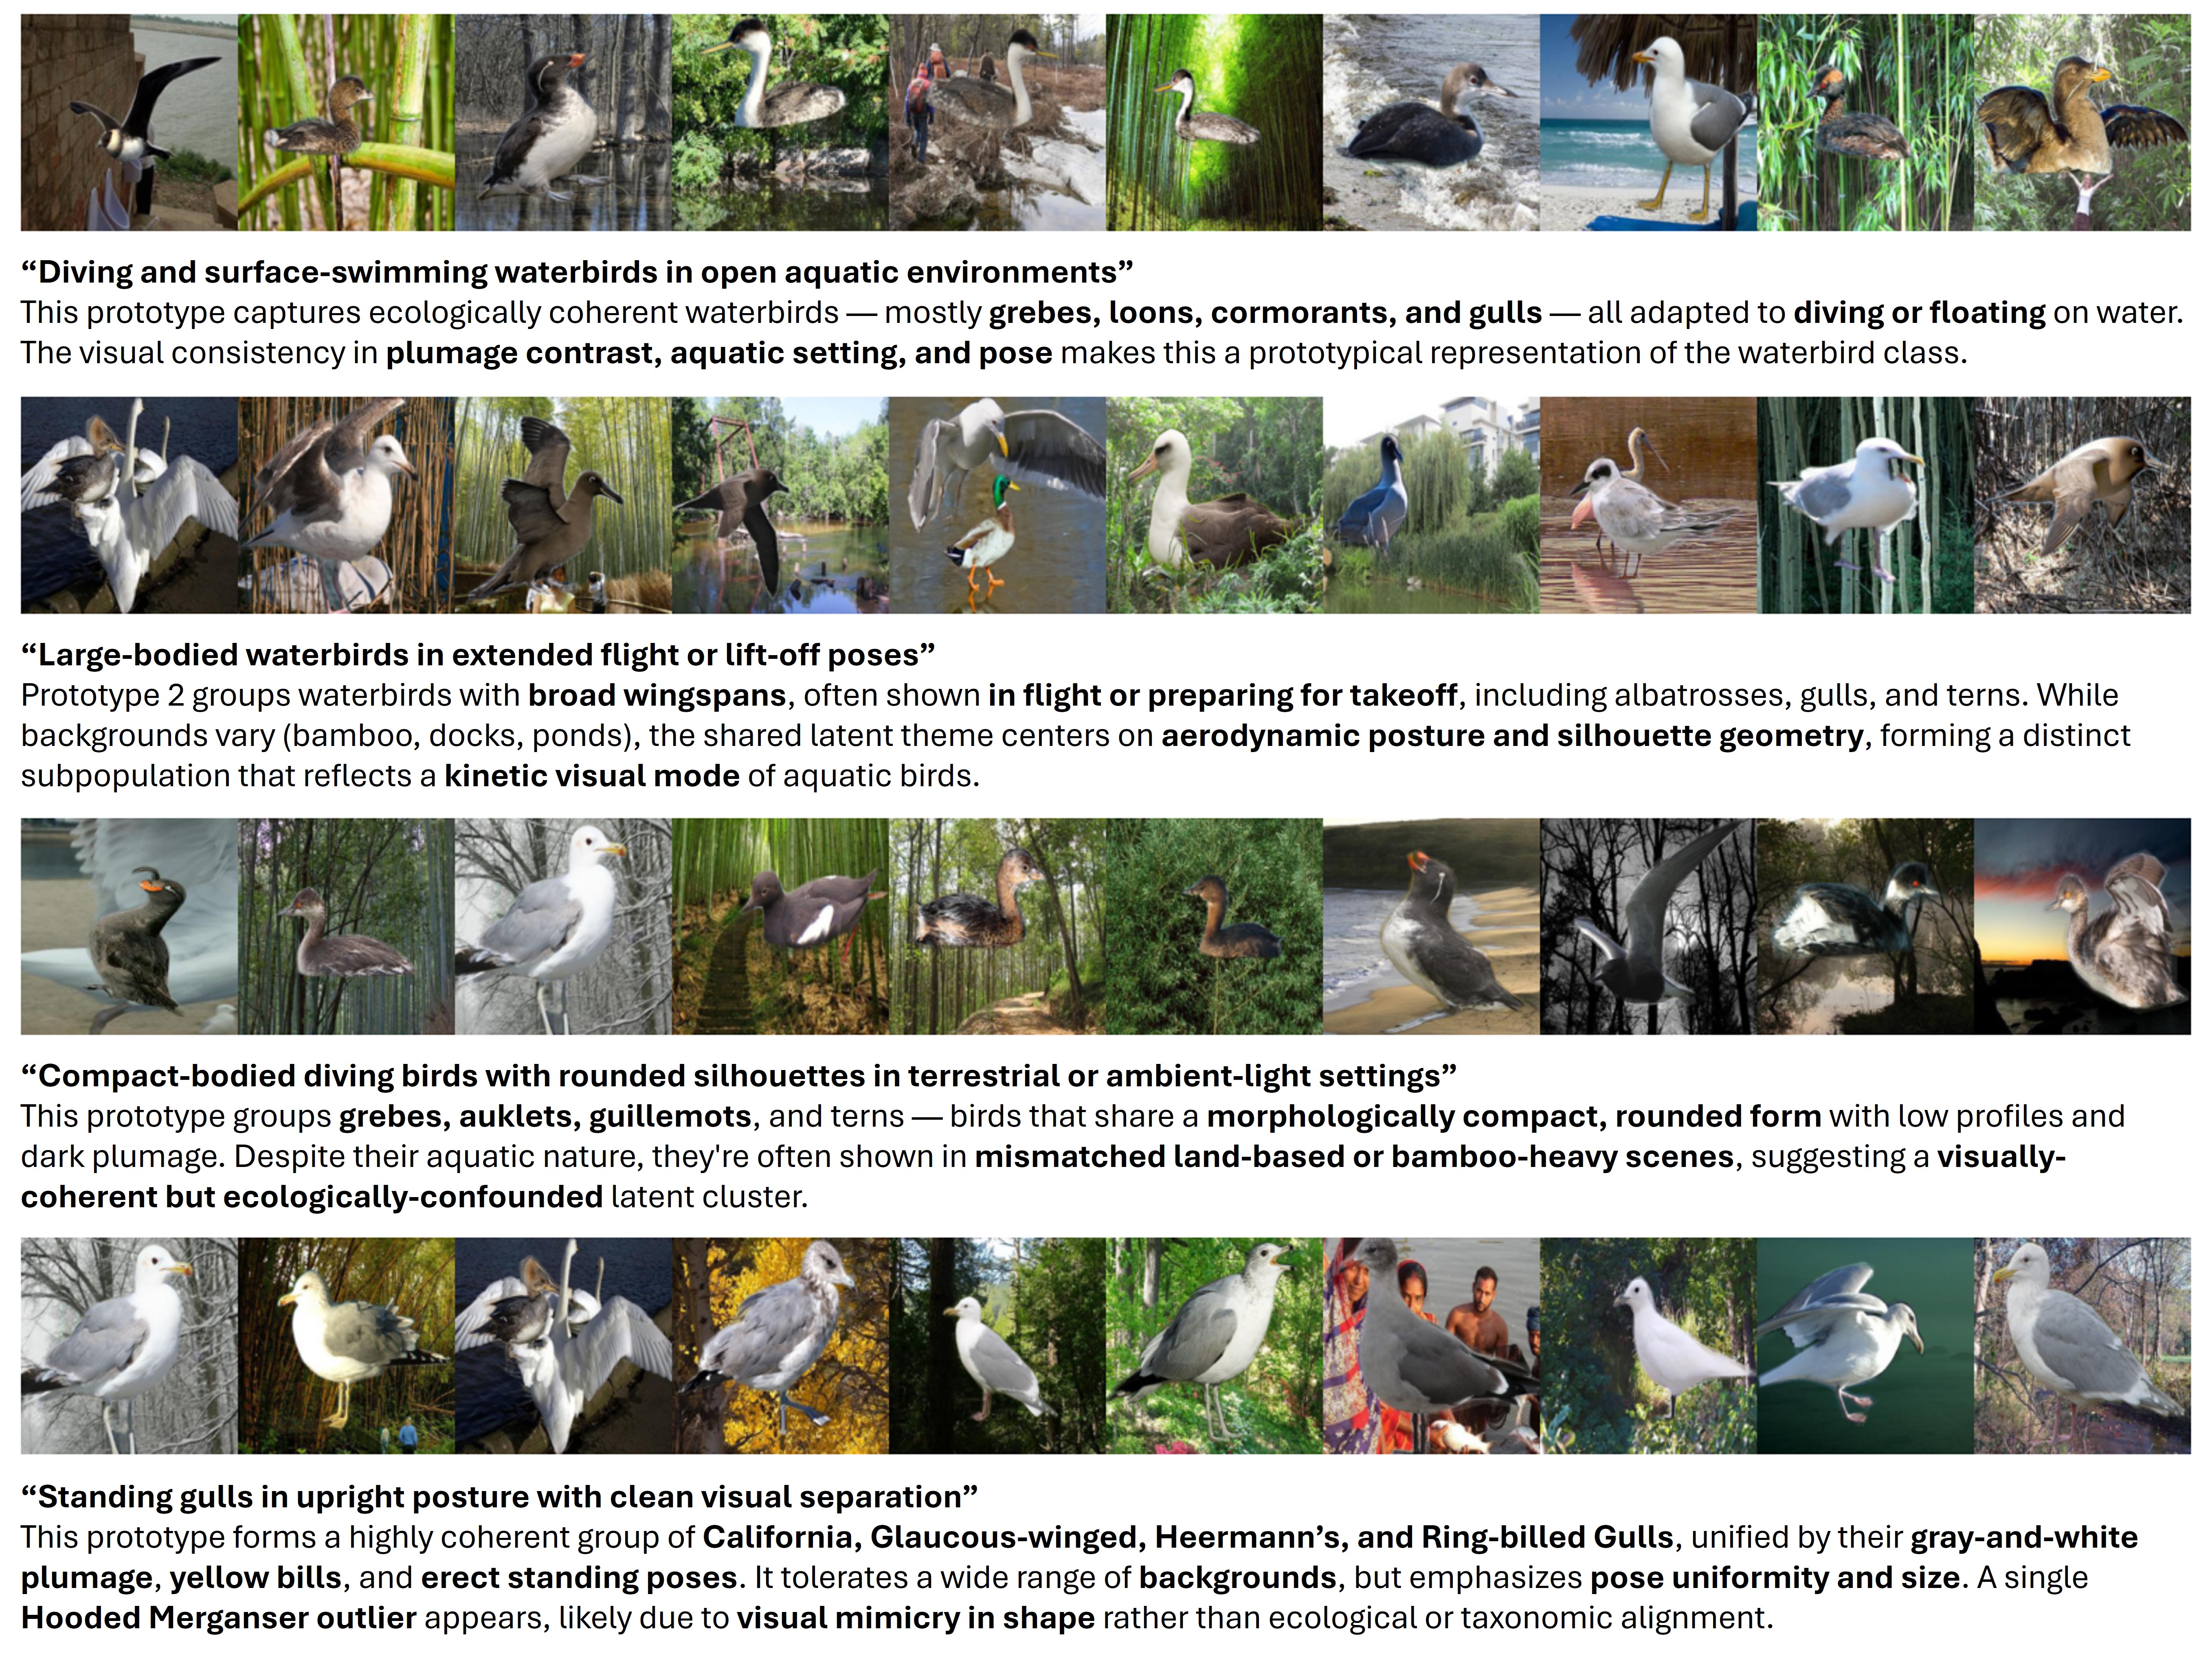 “Diving and surface-swimming waterbirds in open aquatic environments”
This prototype captures ecologically coherent waterbirds — mostly grebes, loons, cormorants, and gulls — all adapted to diving or floating on water.
The visual consistency in plumage contrast, aquatic setting, and pose makes this a prototypical representation of the waterbird class.
“Large-bodied waterbirds in extended flight or lift-off poses”
Prototype 2 groups waterbirds with broad wingspans, often shown in flight or preparing for takeoff, including albatrosses, gulls, and terns. While
backgrounds vary (bamboo, docks, ponds), the shared latent theme centers on aerodynamic posture and silhouette geometry, forming a distinct
subpopulation that reflects a kinetic visual mode of aquatic birds.
“Compact-bodied diving birds with rounded silhouettes in terrestrial or ambient-light settings”
This prototype groups grebes, auklets, guillemots, and terns — birds that share a morphologically compact, rounded form with low profiles and
dark plumage. Despite their aquatic nature, they're often shown in mismatched land-based or bamboo-heavy scenes, suggesting a visually-
coherent but ecologically-confounded latent cluster.
“Standing gulls in upright posture with clean visual separation”
This prototype forms a highly coherent group of California, Glaucous-winged, Heermann’s, and Ring-billed Gulls, unified by their gray-and-white
plumage, yellow bills, and erect standing poses. It tolerates a wide range of backgrounds, but emphasizes pose uniformity and size. A single
Hooded Merganser outlier appears, likely due to visual mimicry in shape rather than ecological or taxonomic alignment.